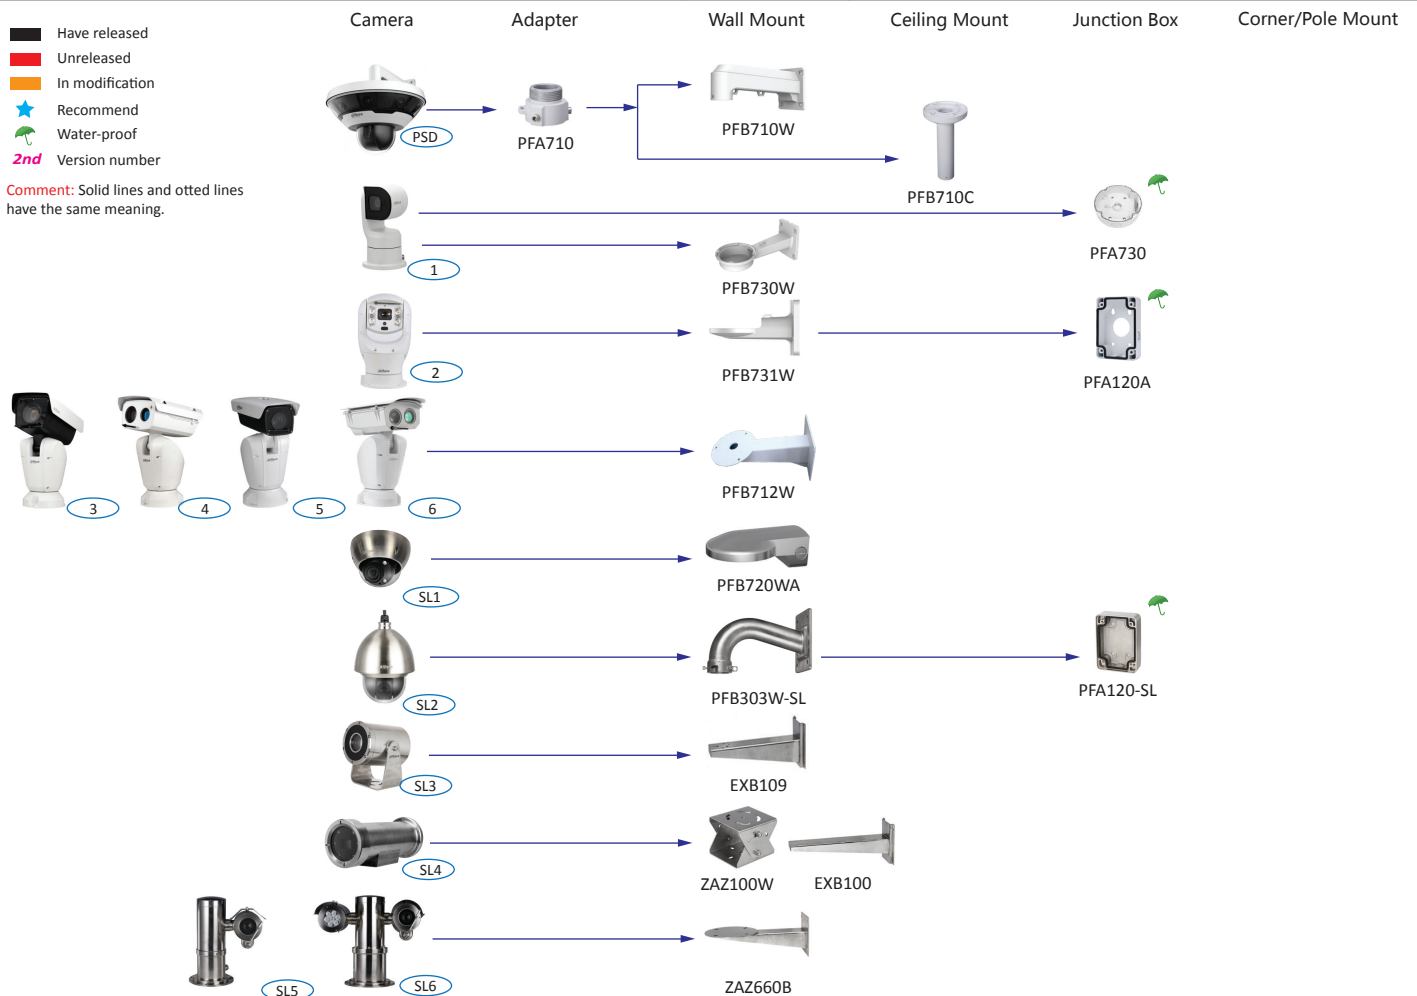 Camera
Adapter
Wall Mount
Ceiling Mount
Junction Box
Corner/Pole Mount
Have released
Unreleased
In modification
Recommend
Water-proof
2nd Version number
Comment: Solid lines and otted lines
have the same meaning.
PSD
PFA710
PFB710W
PFB710C
1
PFB730W
PFA730
2
PFB731W
PFA120A
3
4
5
6
PFB712W
SL1
PFB720WA
SL2
PFB303W-SL
PFA120-SL
SL3
EXB109
SL4
ZAZ100W
EXB100
SL5
SL6
ZAZ660B